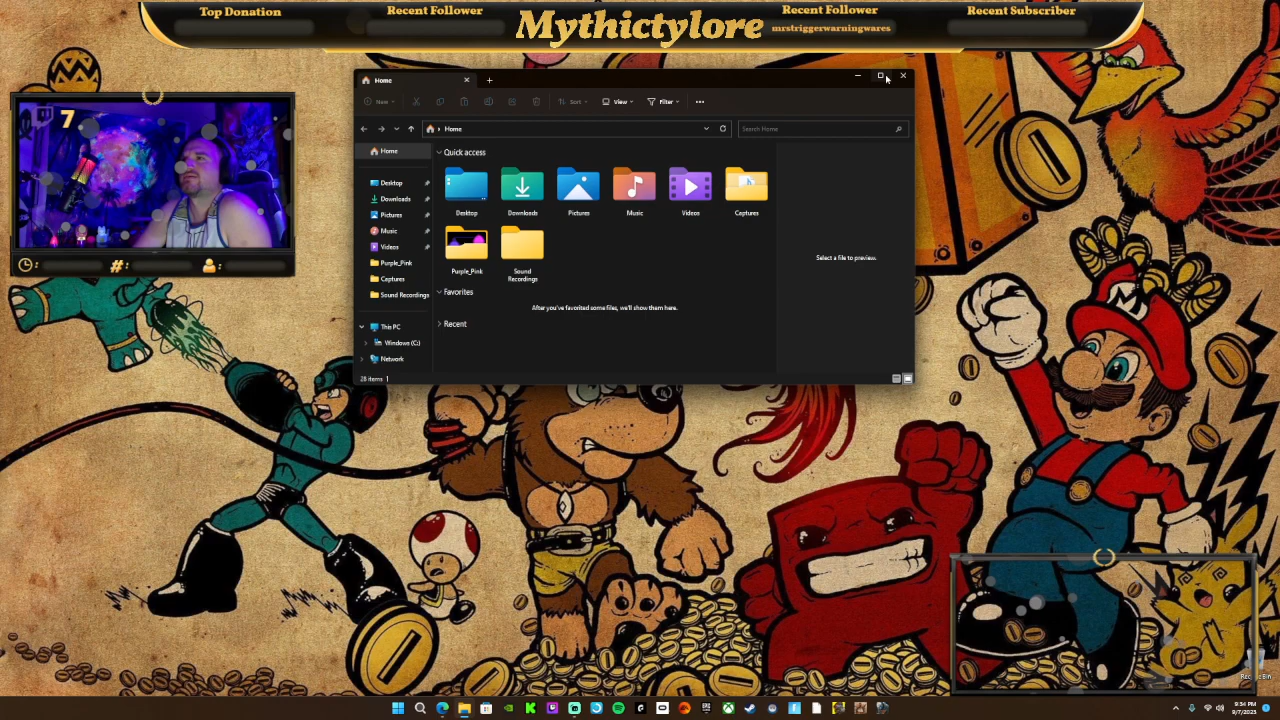 Top Donation
Recent Follower
Mythictylore
Recent Follower
mrstriggerwarningwares
Recent Subscriber
7
Home
New
Sort
View
Filter
Home
Search Home
Home
Desktop
Downloads
Pictures
Music
Videos
Purple_Pink
Captures
Sound Recordings
This PC
Windows (C:)
Network
Quick access
Desktop
Downloads
Pictures
Music
Videos
Captures
Purple_Pink
Sound Recordings
Favorites
After you've favorited some files, we'll show them here.
Recent
Select a file to preview.
28 items
M
9:34 PM
9/7/2023